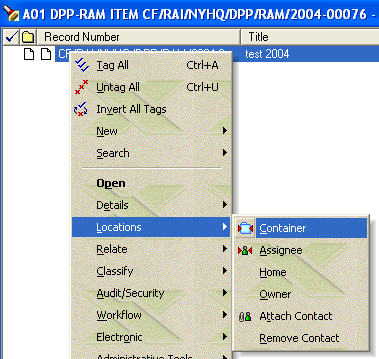 A01 DPP-RAM ITEM CF/RAI/NYHQ/DPP/RAM/2004-00076 -
Record Number Title
test 2004
Tag All Ctrl+A
Untag All Ctrl+U
Invert All Tags
New
Search
Open
Details
Locations
Relate
Classify
Audit/Security
Workflow
Electronic
Administrative Tools
Container
Assignee
Home
Owner
Attach Contact
Remove Contact